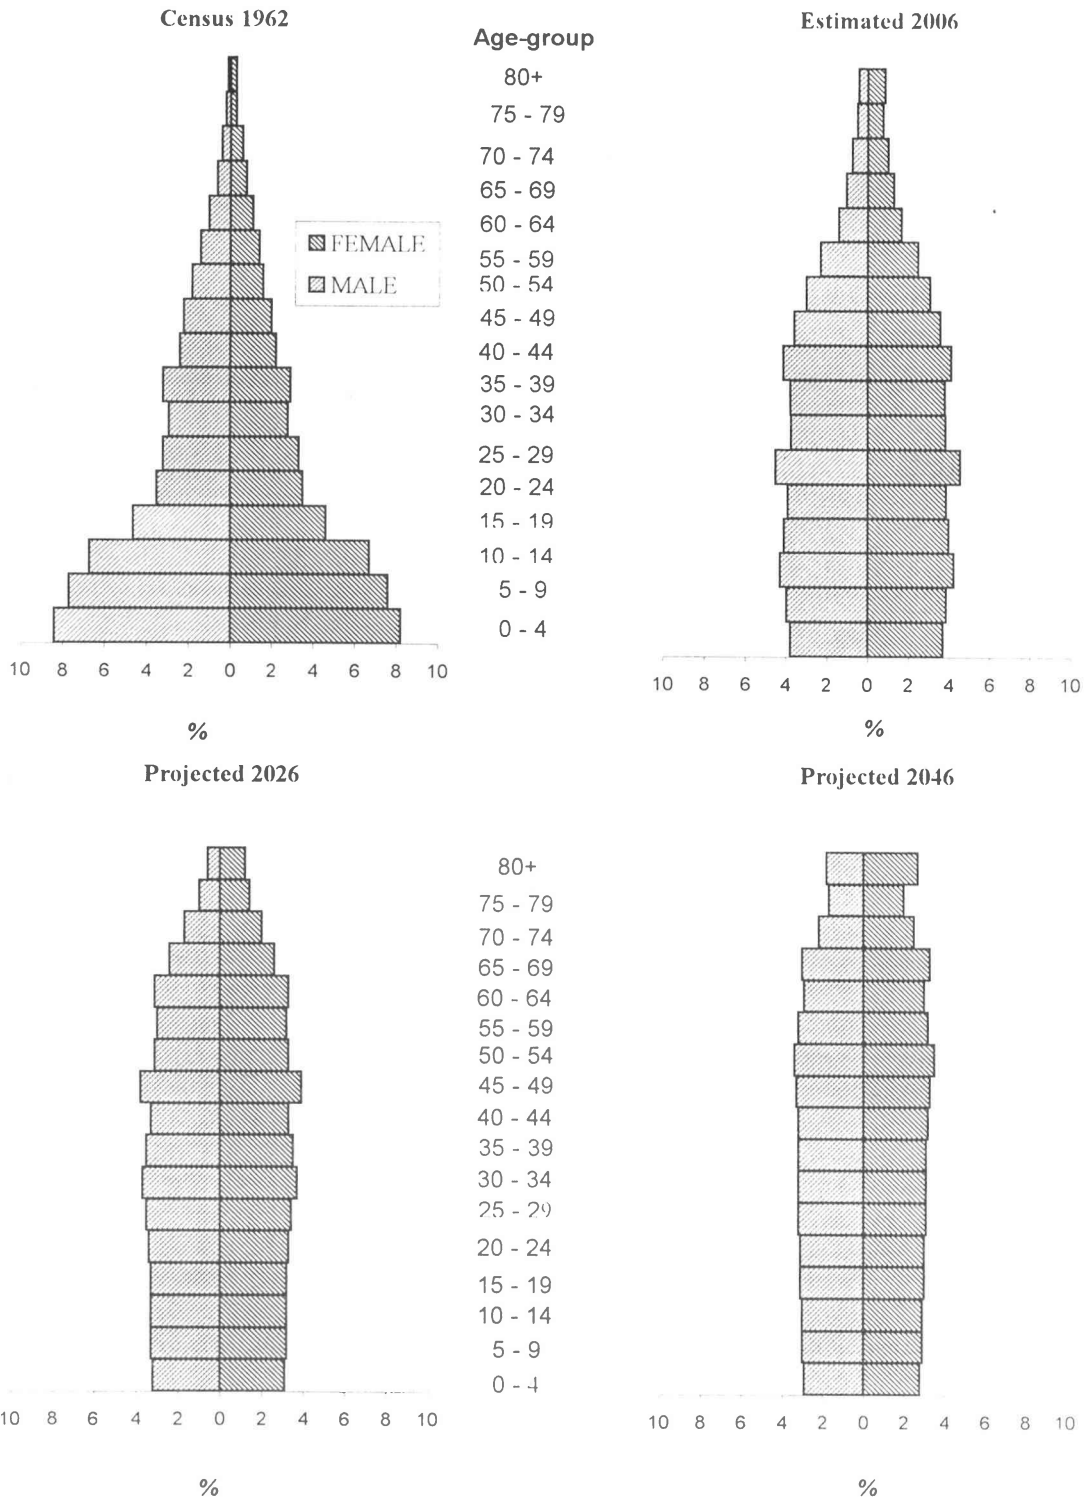 Census 1962
Estimated 2006
Age-group
80+
75 - 79
70 - 74
65 - 69
60 - 64
55 - 59
50 - 54
45 - 49
40 - 44
35 - 39
30 - 34
25 - 29
20 - 24
15 - 19
10 - 14
5 - 9
0 - 4
FEMALE
MALE
10 8 6 4 2 0 2 4 6 8 10
%
10 8 6 4 2 0 2 4 6 8 10
%
Projected 2026
Projected 2046
80+
75 - 79
70 - 74
65 - 69
60 - 64
55 - 59
50 - 54
45 - 49
40 - 44
35 - 39
30 - 34
25 - 29
20 - 24
15 - 19
10 - 14
5 - 9
0 - 4
10 8 6 4 2 0 2 4 6 8 10
%
10 8 6 4 2 0 2 4 6 8 10
%